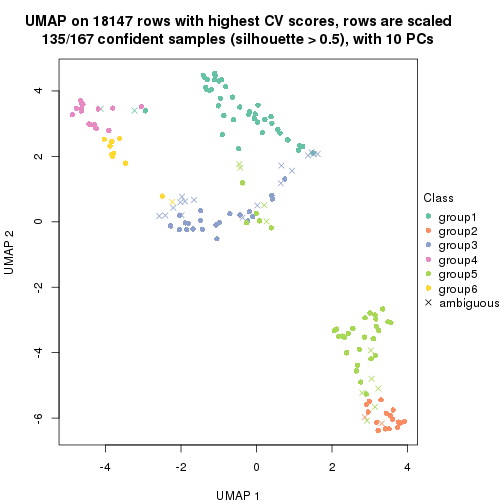 UMAP on 18147 rows with highest CV scores, rows are scaled
135/167 confident samples (silhouette > 0.5), with 10 PCs
4
2
0
-2
-4
-6
UMAP 2
-4
-2
0
2
4
UMAP 1
Class
group1
group2
group3
group4
group5
group6
ambiguous